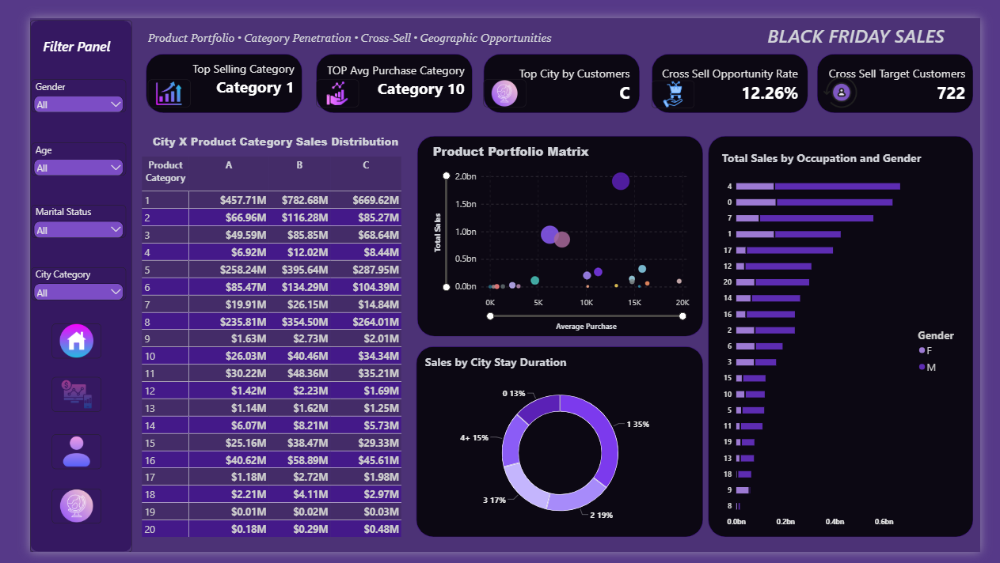 Filter Panel
Gender
All
Age
All
Marital Status
All
City Category
All
Product Portfolio • Category Penetration • Cross-Sell • Geographic Opportunities
BLACK FRIDAY SALES
Top Selling Category
Category 1
TOP Avg Purchase Category
Category 10
Top City by Customers
C
Cross Sell Opportunity Rate
12.26%
Cross Sell Target Customers
722
City X Product Category Sales Distribution
Product Category A B C
1 $457.71M $782.68M $669.62M
2 $66.96M $116.28M $85.27M
3 $49.59M $85.85M $68.64M
4 $6.92M $12.02M $8.44M
5 $258.24M $395.64M $287.95M
6 $85.47M $134.29M $104.39M
7 $19.91M $26.15M $14.84M
8 $235.81M $354.50M $264.01M
9 $1.63M $2.73M $2.01M
10 $26.03M $40.46M $34.34M
11 $30.22M $48.36M $35.21M
12 $1.42M $2.23M $1.69M
13 $1.14M $1.62M $1.25M
14 $6.07M $8.21M $5.73M
15 $25.16M $38.47M $29.33M
16 $40.62M $58.89M $45.61M
17 $1.18M $2.72M $1.98M
18 $2.21M $4.11M $2.97M
19 $0.01M $0.02M $0.03M
20 $0.18M $0.29M $0.48M
Product Portfolio Matrix
Total Sales
2.0bn
1.5bn
1.0bn
0.5bn
0.0bn
0K 5K 10K 15K 20K
Average Purchase
Sales by City Stay Duration
0 13%
1 35%
4+ 15%
3 17%
2 19%
Total Sales by Occupation and Gender
4
0
7
1
17
12
20
14
16
2
6
3
15
10
5
11
19
13
18
9
8
0.0bn 0.2bn 0.4bn 0.6bn
Gender
F
M